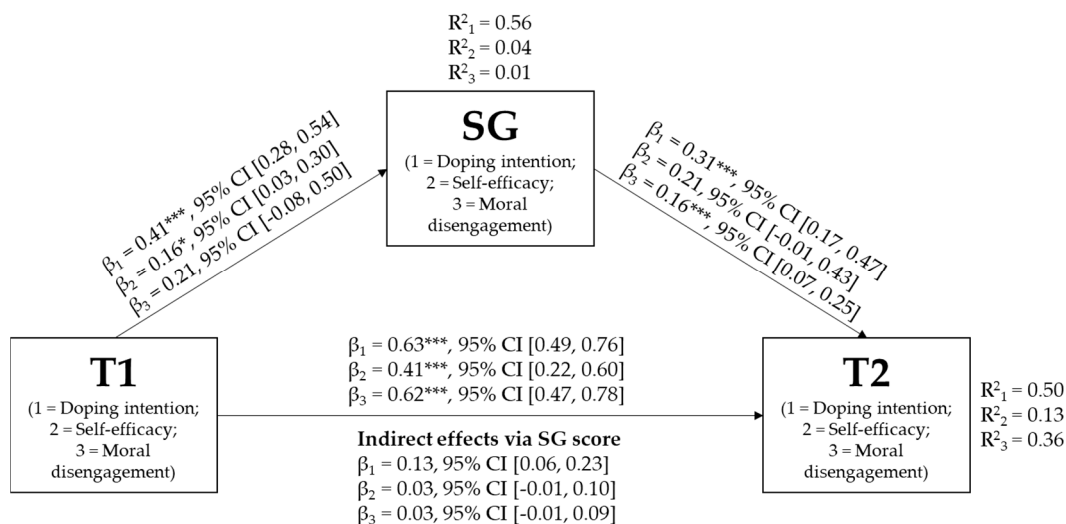 R²₁ = 0.56
R²₂ = 0.04
R²₃ = 0.01
SG
(1 = Doping intention;
2 = Self-efficacy;
3 = Moral
disengagement)
β₁ = 0.41***, 95% CI [0.28, 0.54]
β₂ = 0.16*, 95% CI [0.03, 0.30]
β₃ = 0.21, 95% CI [-0.08, 0.50]
β₁ = 0.31***, 95% CI [0.17, 0.47]
β₂ = 0.21, 95% CI [-0.01, 0.43]
β₃ = 0.16***, 95% CI [0.07, 0.25]
T1
(1 = Doping intention;
2 = Self-efficacy;
3 = Moral
disengagement)
β₁ = 0.63***, 95% CI [0.49, 0.76]
β₂ = 0.41***, 95% CI [0.22, 0.60]
β₃ = 0.62***, 95% CI [0.47, 0.78]
Indirect effects via SG score
β₁ = 0.13, 95% CI [0.06, 0.23]
β₂ = 0.03, 95% CI [-0.01, 0.10]
β₃ = 0.03, 95% CI [-0.01, 0.09]
T2
(1 = Doping intention;
2 = Self-efficacy;
3 = Moral
disengagement)
R²₁ = 0.50
R²₂ = 0.13
R²₃ = 0.36